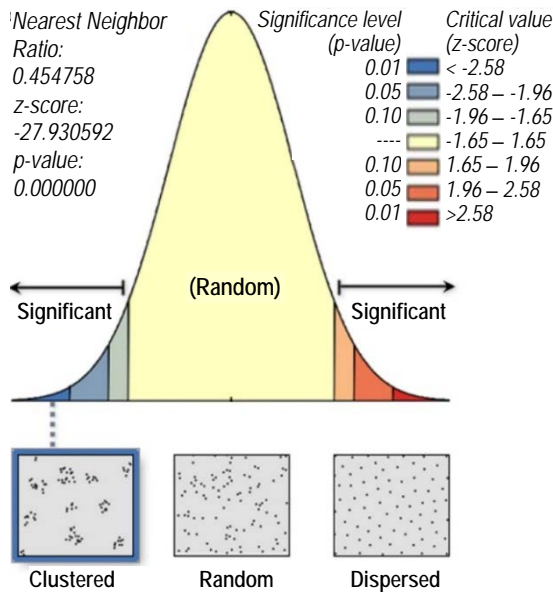 Nearest Neighbor
Ratio:
0.454758
z-score:
-27.930592
p-value:
0.000000
Significance level
(p-value)
Critical value
(z-score)
0.01 < -2.58
0.05 -2.58 – -1.96
0.10 -1.96 – -1.65
---- -1.65 – 1.65
0.10 1.65 – 1.96
0.05 1.96 – 2.58
0.01 >2.58
Significant
(Random)
Significant
Clustered
Random
Dispersed